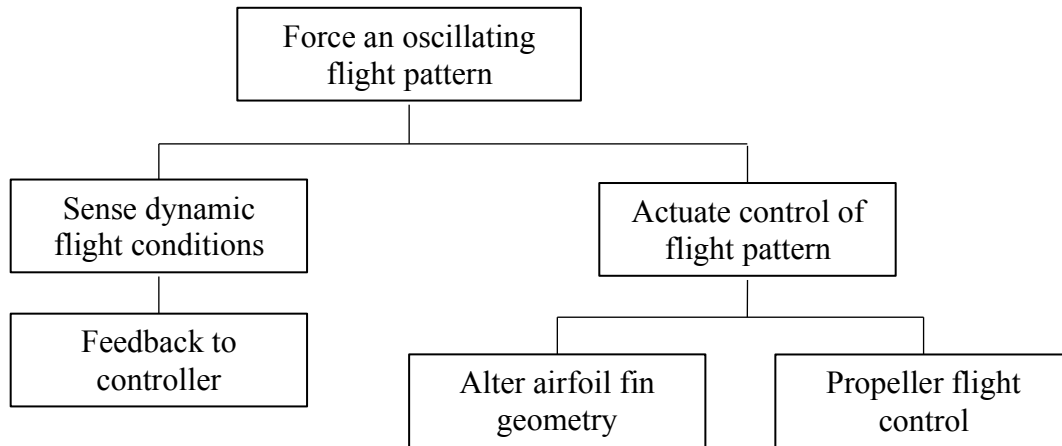 Force an oscillating
flight pattern
Sense dynamic
flight conditions
Actuate control of
flight pattern
Feedback to
controller
Alter airfoil fin
geometry
Propeller flight
control